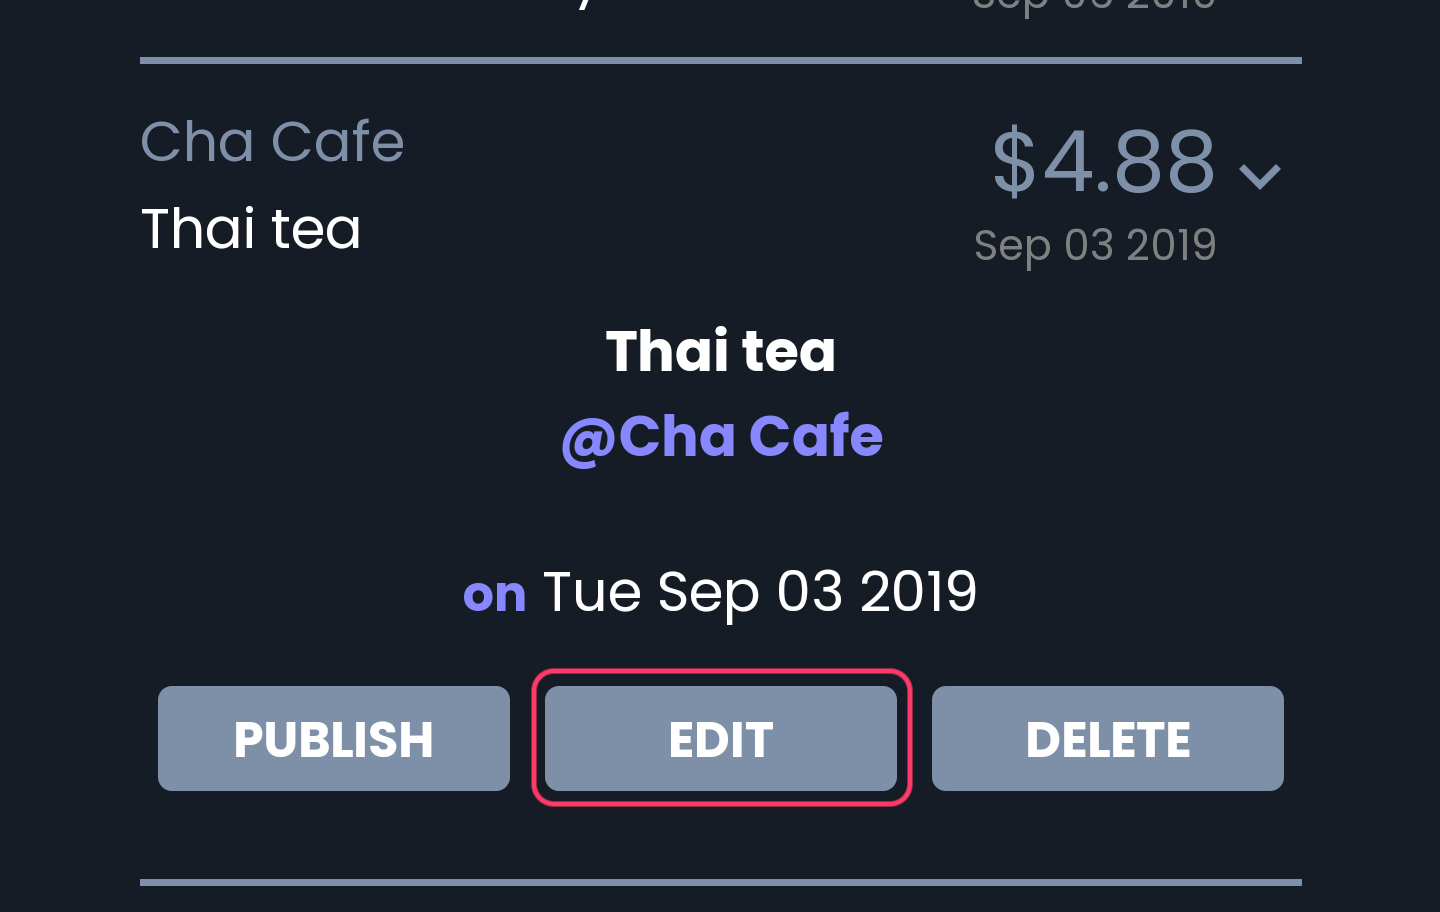 Cha Cafe
$4.88
Thai tea
Sep 03 2019
Thai tea
@Cha Cafe
on Tue Sep 03 2019
PUBLISH
EDIT
DELETE